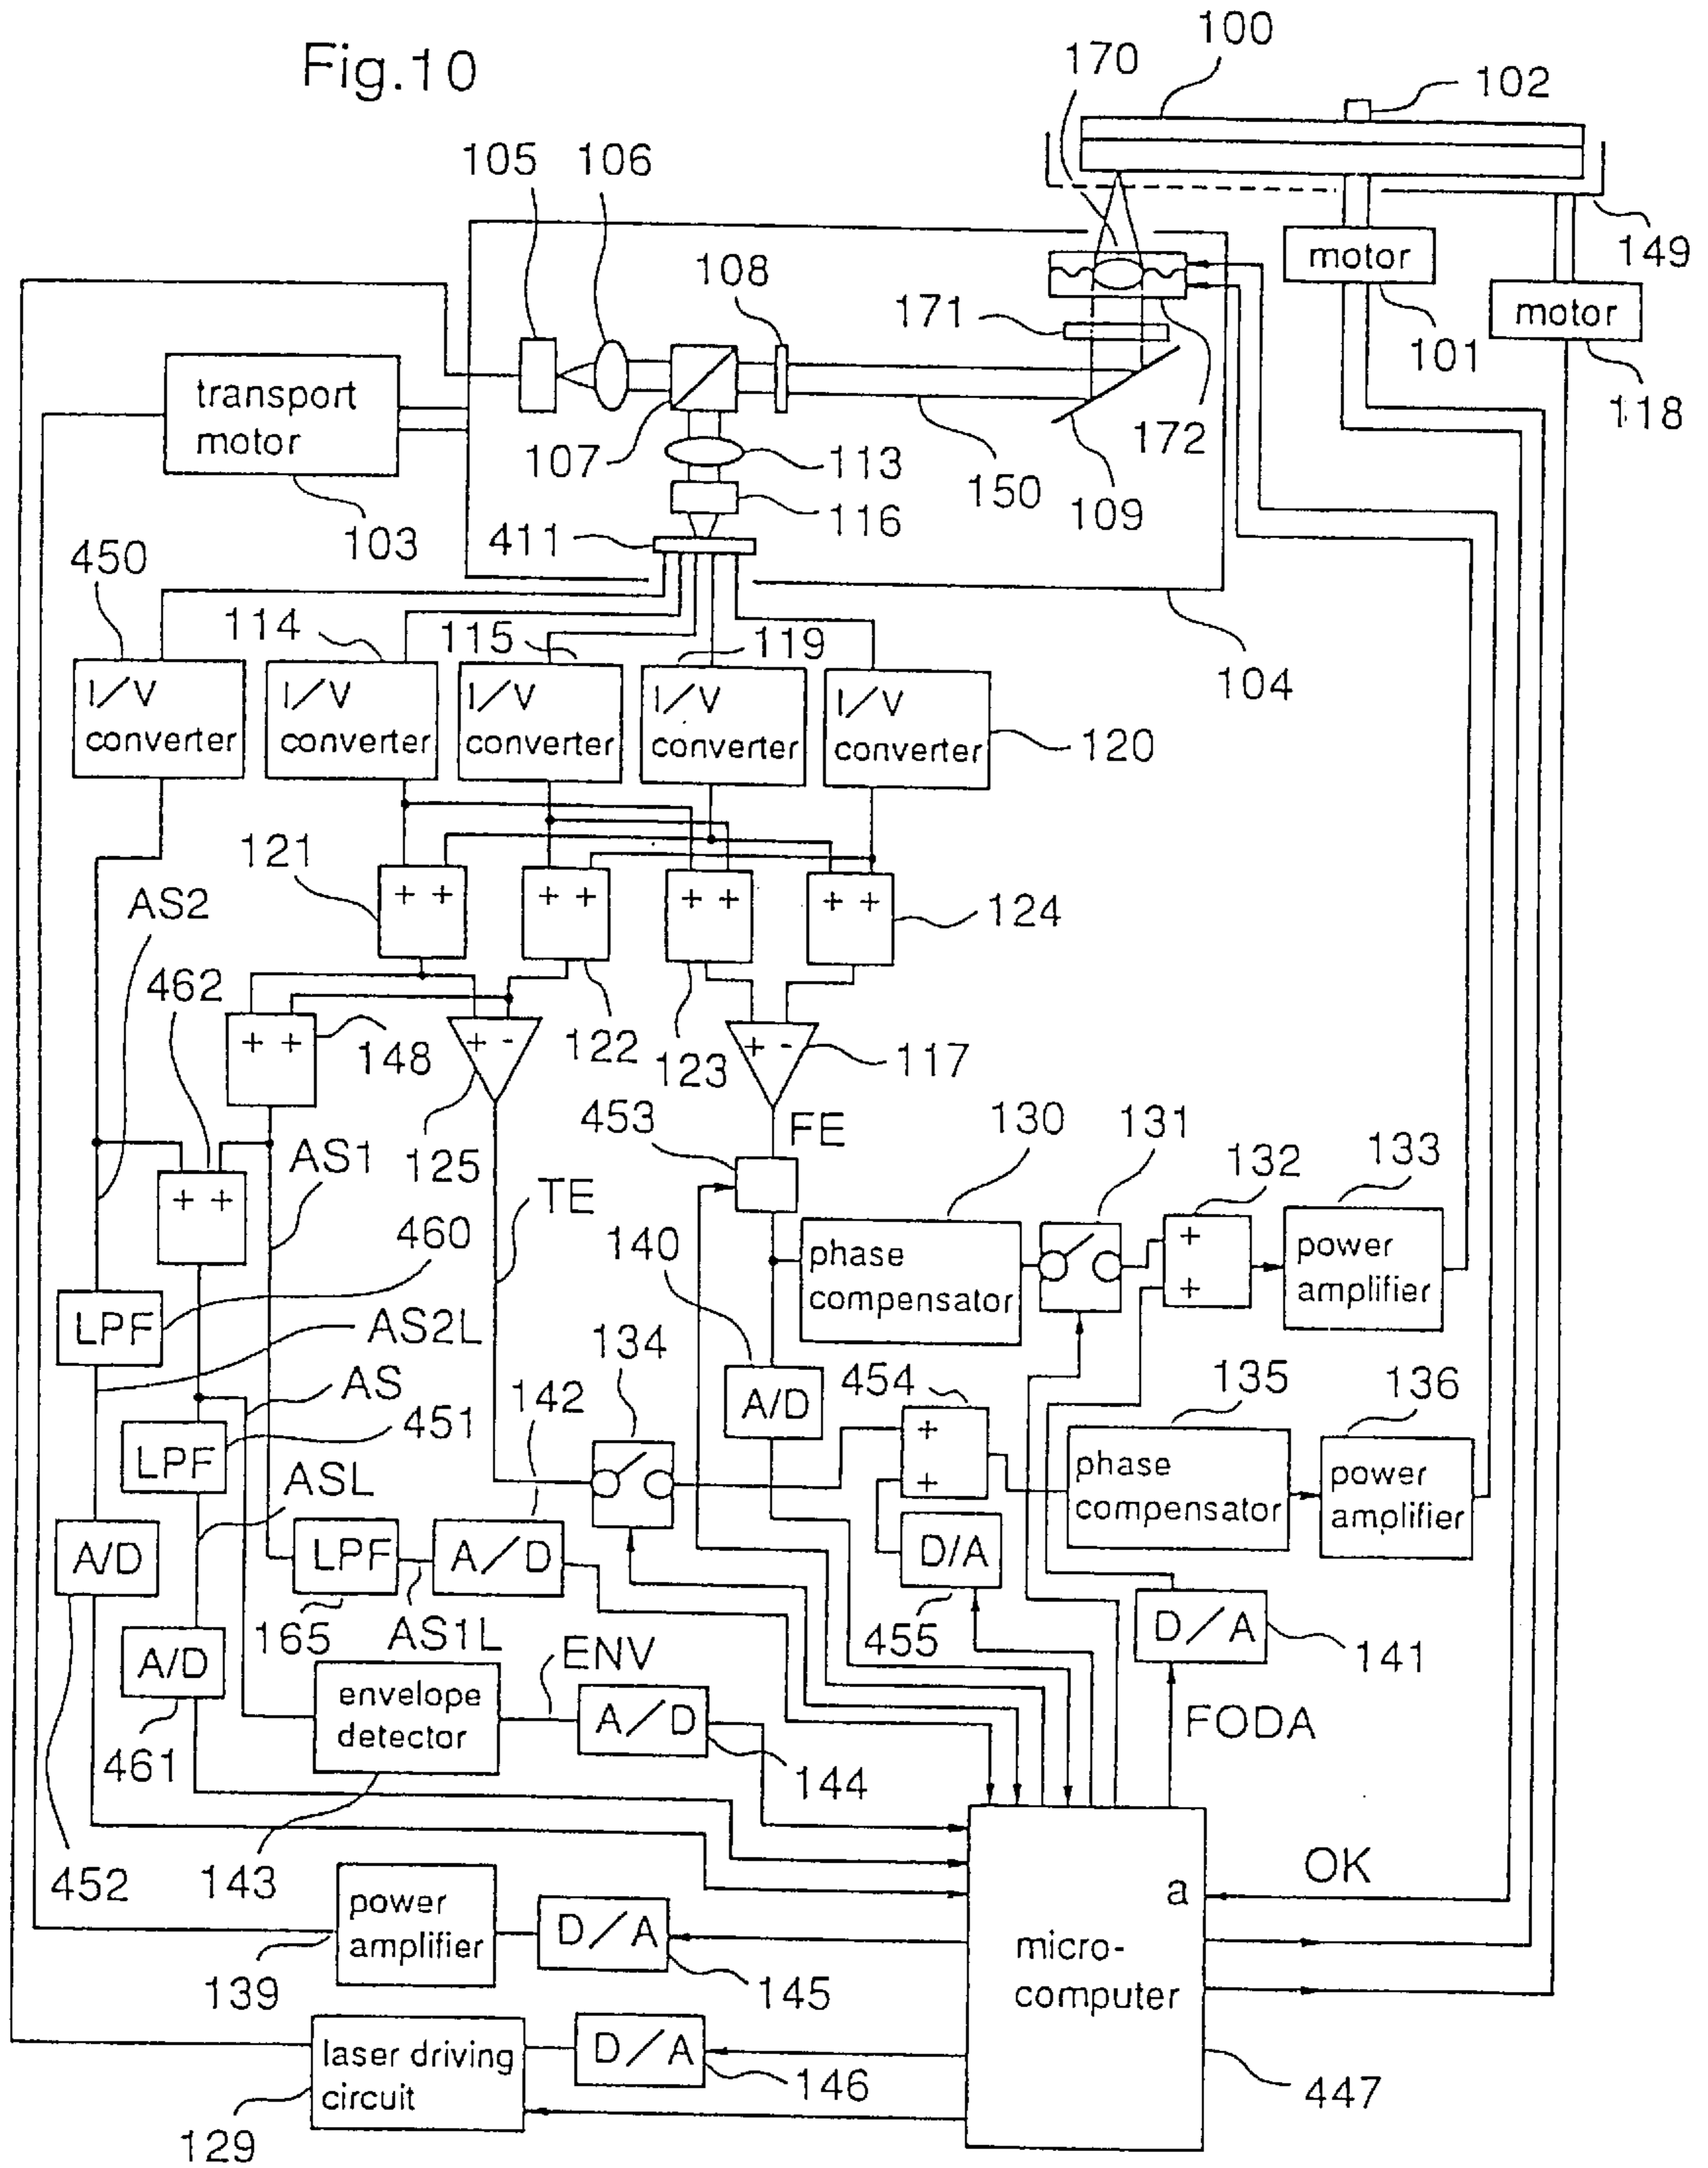 Fig.10
100
170
102
105
106
149
motor
108
motor
171
101
transport
motor
118
172
107
113
150
109
116
103
411
450
114
115
119
104
I/V
converter
I/V
converter
I/V
converter
I/V
converter
I/V
converter
120
121
+ +
+ +
+ +
+ +
124
AS2
462
+ +
148
+ -
122
123
+ -
117
125
453
FE
130
131
132
133
AS1
+ +
TE
460
140
phase
compensator
+
+
power
amplifier
LPF
AS2L
134
AS
142
A/D
454
135
136
451
LPF
+
+
phase
compensator
power
amplifier
ASL
A/D
LPF
A/D
D/A
165
AS1L
455
D/A
141
A/D
ENV
envelope
detector
A/D
FODA
461
144
452
143
OK
a
power
amplifier
D/A
micro-
computer
139
145
laser driving
circuit
D/A
146
447
129